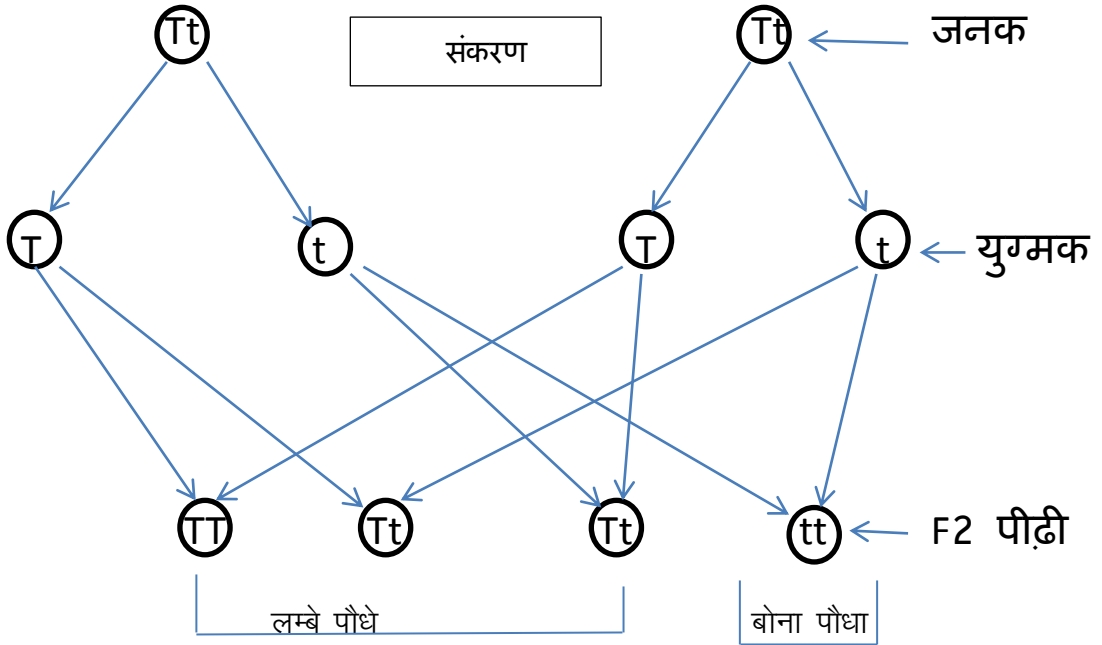 Tt
संकरण
Tt
जनक
T
t
T
t
युग्मक
TT
Tt
Tt
tt
F2 पीढ़ी
लम्बे पौधे
बोना पौधा